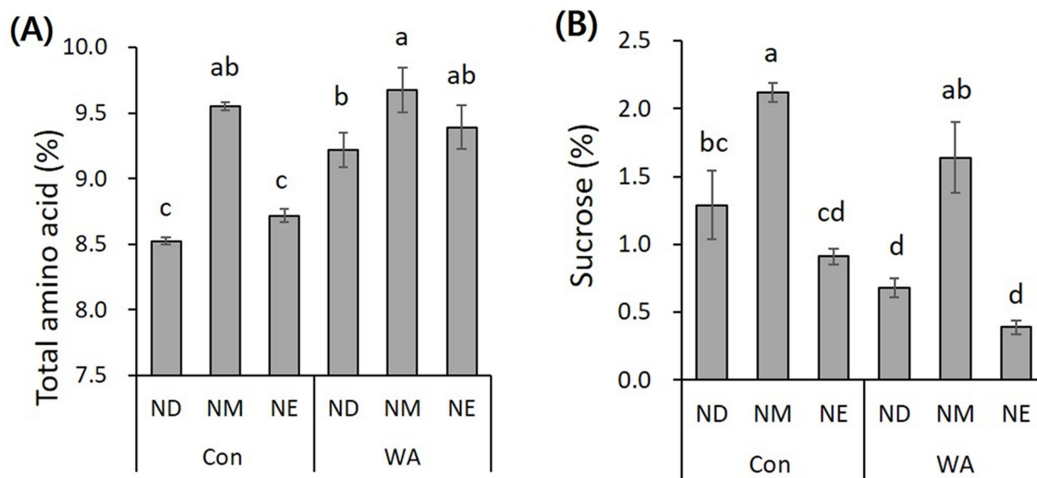 (A)
Total amino acid (%)
10.0
9.5
9.0
8.5
8.0
7.5
c
ab
c
b
a
ab
ND NM NE ND NM NE
Con WA
(B)
Sucrose (%)
2.5
2.0
1.5
1.0
0.5
0.0
bc
a
cd
d
ab
d
ND NM NE ND NM NE
Con WA